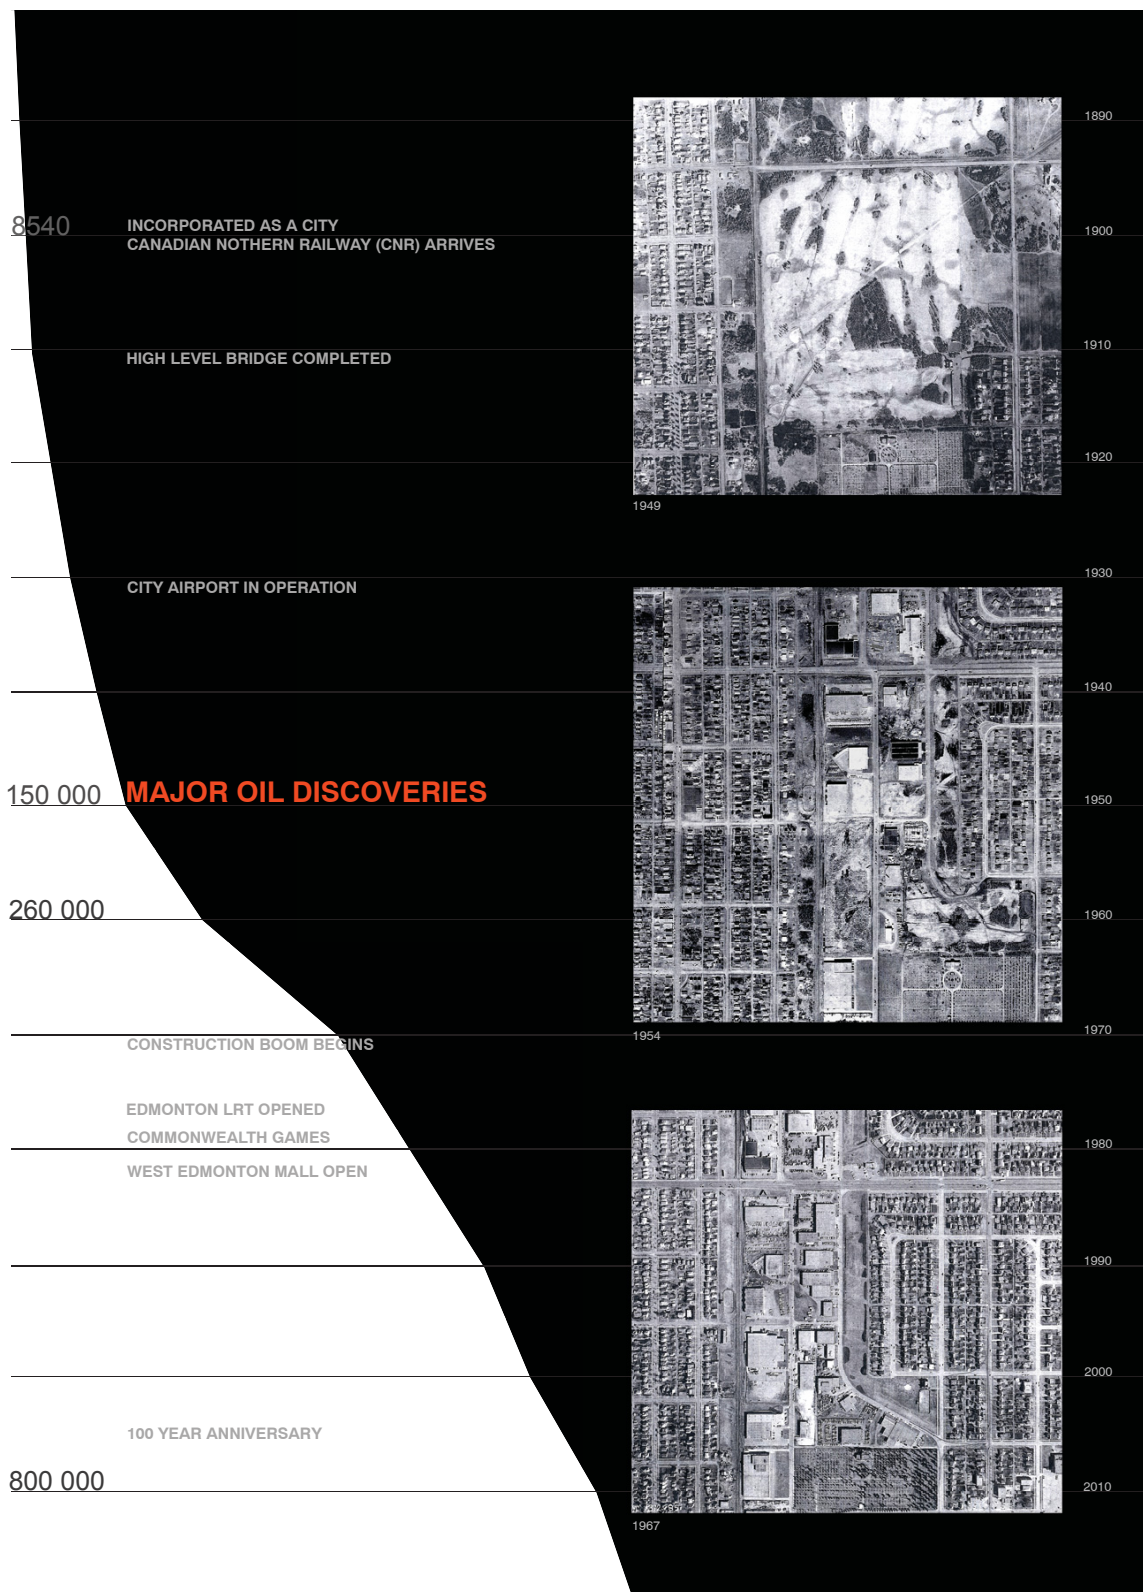 1890
8540
INCORPORATED AS A CITY
CANADIAN NOTHERN RAILWAY (CNR) ARRIVES
1900
1910
HIGH LEVEL BRIDGE COMPLETED
1920
1949
1930
CITY AIRPORT IN OPERATION
1940
150 000
MAJOR OIL DISCOVERIES
1950
260 000
1960
1970
1954
CONSTRUCTION BOOM BEGINS
EDMONTON LRT OPENED
COMMONWEALTH GAMES
1980
WEST EDMONTON MALL OPEN
1990
2000
100 YEAR ANNIVERSARY
800 000
2010
1967